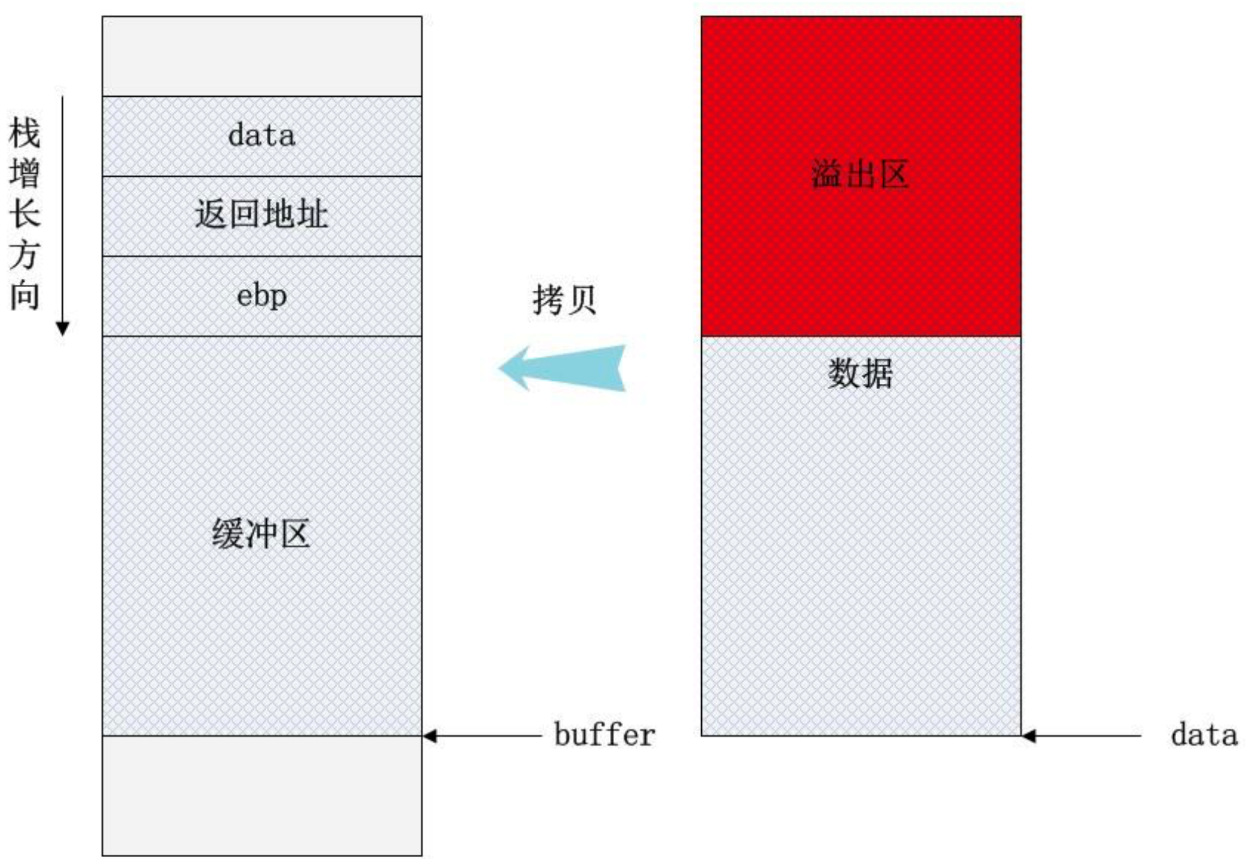 栈增长方向
data
返回地址
ebp
缓冲区
buffer
拷贝
溢出区
数据
data